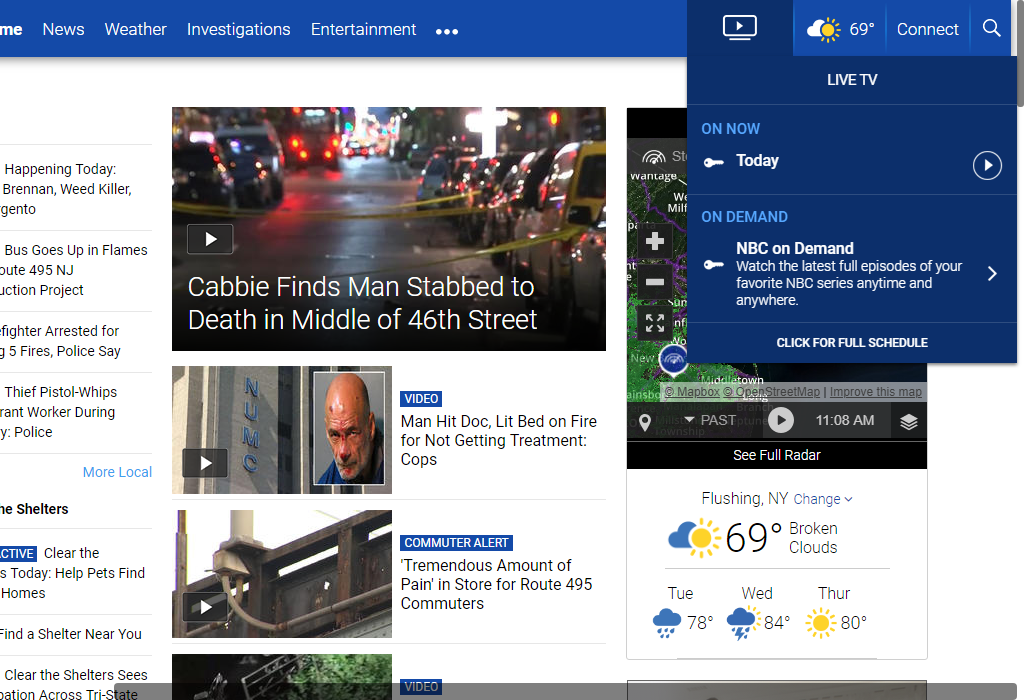 me News Weather Investigations Entertainment ••• 69° Connect
LIVE TV
ON NOW
Today
ON DEMAND
NBC on Demand
Watch the latest full episodes of your
favorite NBC series anytime and
anywhere.
CLICK FOR FULL SCHEDULE
Happening Today:
Brennan, Weed Killer,
rgento
Bus Goes Up in Flames
oute 495 NJ
uction Project
efighter Arrested for
g 5 Fires, Police Say
Thief Pistol-Whips
rant Worker During
y: Police
More Local
he Shelters
ACTIVE Clear the
s Today: Help Pets Find
Homes
Find a Shelter Near You
Clear the Shelters Sees
pation Across Tri-State
Cabbie Finds Man Stabbed to
Death in Middle of 46th Street
NUMC
VIDEO
Man Hit Doc, Lit Bed on Fire
for Not Getting Treatment:
Cops
COMMUTER ALERT
'Tremendous Amount of
Pain' in Store for Route 495
Commuters
VIDEO
Sto
Wantage
We
Milf
parta
New
Middletown
© Mapbox © OpenStreetMap | Improve this map
PAST 11:08 AM
See Full Radar
Flushing, NY Change
69° Broken
Clouds
Tue Wed Thur
78° 84° 80°